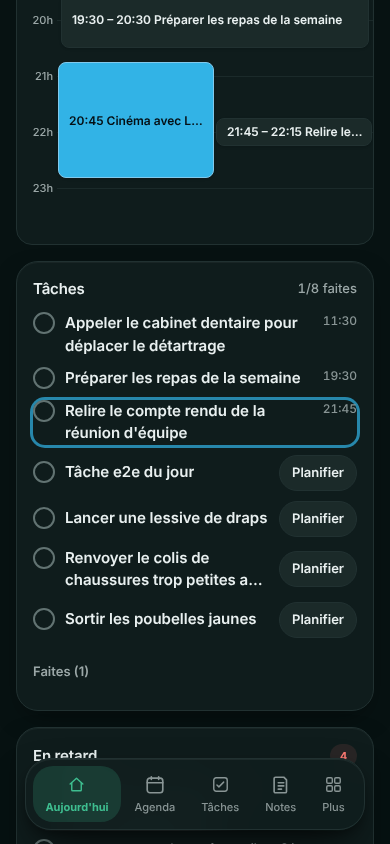 20h
19:30 – 20:30 Préparer les repas de la semaine
21h
20:45 Cinéma avec L…
22h
21:45 – 22:15 Relire le…
23h
Tâches
1/8 faites
Appeler le cabinet dentaire pour
déplacer le détartrage
11:30
Préparer les repas de la semaine
19:30
Relire le compte rendu de la
réunion d'équipe
21:45
Tâche e2e du jour
Planifier
Lancer une lessive de draps
Planifier
Renvoyer le colis de
chaussures trop petites a…
Planifier
Sortir les poubelles jaunes
Planifier
Faites (1)
En retard
4
Aujourd'hui
Agenda
Tâches
Notes
Plus